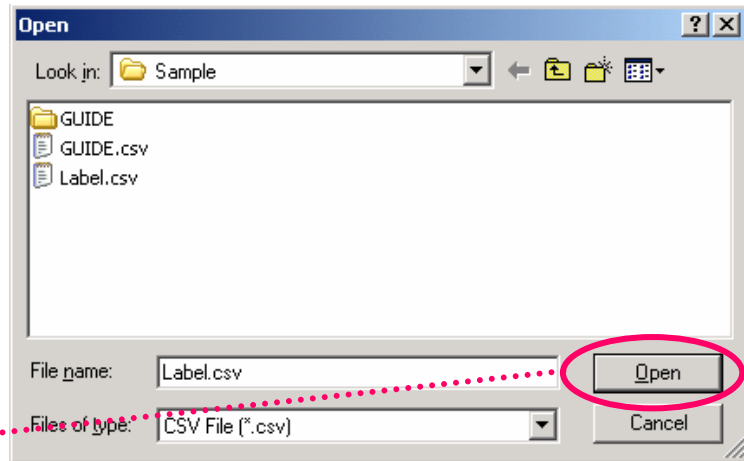 Open
Look in: Sample
GUIDE
GUIDE.csv
Label.csv
File name: Label.csv Open
Files of type: CSV File (*.csv) Cancel